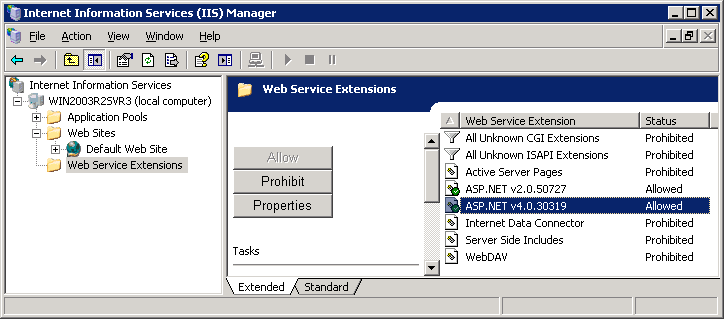 Internet Information Services (IIS) Manager
File Action View Window Help
Internet Information Services
WIN2003R2SVR3 (local computer)
Application Pools
Web Sites
Default Web Site
Web Service Extensions
Web Service Extensions
Allow
Prohibit
Properties
Tasks
Web Service Extension Status
All Unknown CGI Extensions Prohibited
All Unknown ISAPI Extensions Prohibited
Active Server Pages Prohibited
ASP.NET v2.0.50727 Allowed
ASP.NET v4.0.30319 Allowed
Internet Data Connector Prohibited
Server Side Includes Prohibited
WebDAV Prohibited
Extended Standard